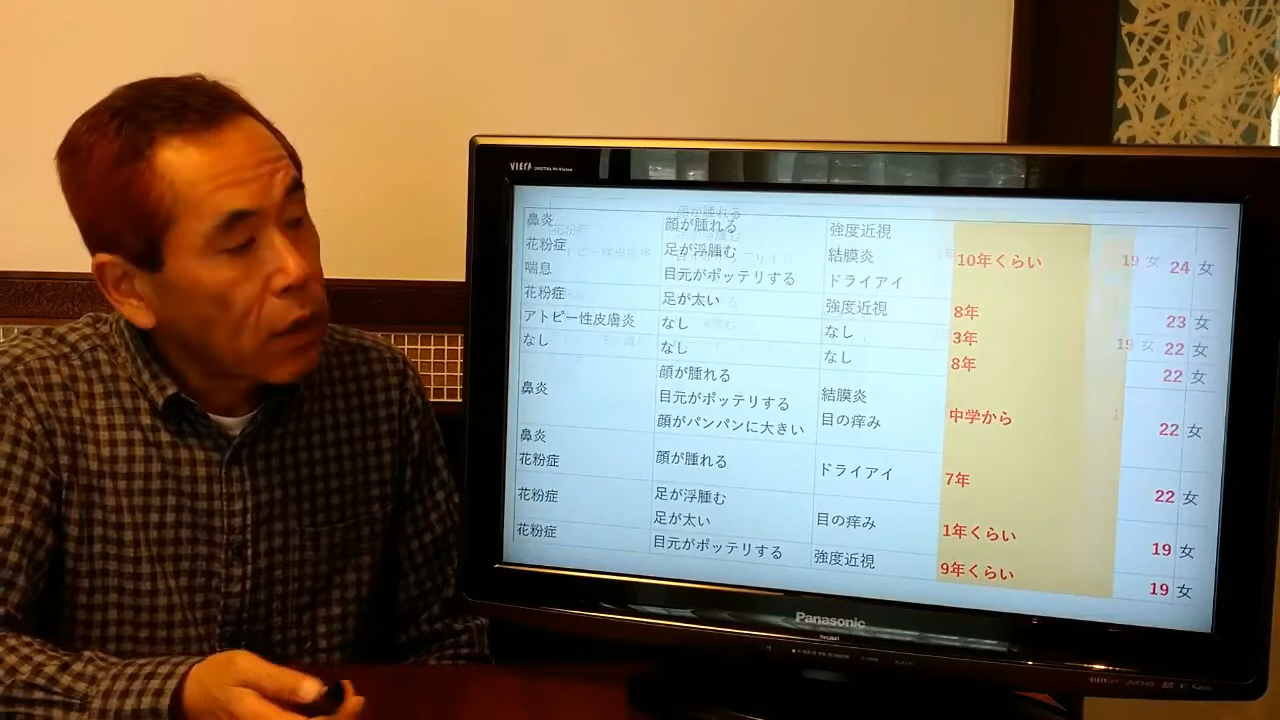 VIERA DIGITAL Hi-Vision
鼻炎 顔が腫れる 強度近視
花粉症 足が浮腫む 結膜炎 10年くらい 24 女
喘息 目元がポッテリする ドライアイ
花粉症 足が太い 強度近視 8年 23 女
アトピー性皮膚炎 なし なし 3年 22 女
なし なし なし 8年 22 女
顔が腫れる 結膜炎
鼻炎 目元がポッテリする 目の痒み 中学から 22 女
顔がパンパンに大きい
鼻炎
花粉症 顔が腫れる ドライアイ 7年 22 女
花粉症 足が浮腫む
足が太い 目の痒み 1年くらい 19 女
花粉症 目元がポッテリする 強度近視 9年くらい 19 女
Panasonic